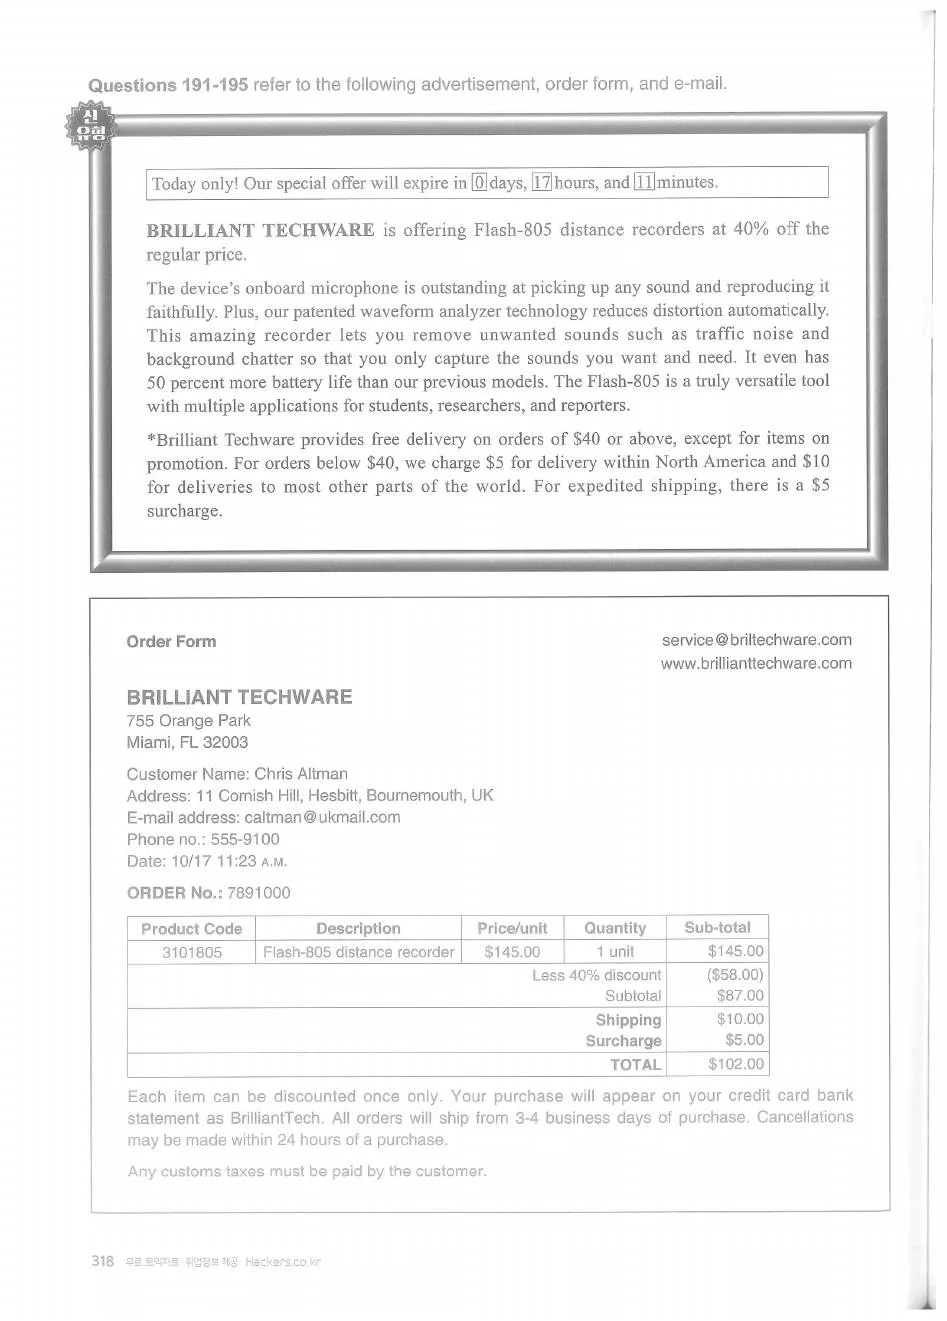 Questions 191-195 refer to the following advertisement, order form, and e-mail.
신
유형
Today only! Our special offer will expire in 0 days, 17 hours, and 11 minutes.
BRILLIANT TECHWARE is offering Flash-805 distance recorders at 40% off the
regular price.
The device's onboard microphone is outstanding at picking up any sound and reproducing it
faithfully. Plus, our patented waveform analyzer technology reduces distortion automatically.
This amazing recorder lets you remove unwanted sounds such as traffic noise and
background chatter so that you only capture the sounds you want and need. It even has
50 percent more battery life than our previous models. The Flash-805 is a truly versatile tool
with multiple applications for students, researchers, and reporters.
*Brilliant Techware provides free delivery on orders of $40 or above, except for items on
promotion. For orders below $40, we charge $5 for delivery within North America and $10
for deliveries to most other parts of the world. For expedited shipping, there is a $5
surcharge.
Order Form service@briltechware.com
www.brillianttechware.com
BRILLIANT TECHWARE
755 Orange Park
Miami, FL 32003
Customer Name: Chris Altman
Address: 11 Cornish Hill, Hesbitt, Bournemouth, UK
E-mail address: caltman@ukmail.com
Phone no.: 555-9100
Date: 10/17 11:23 A.M.
ORDER No.: 7891000
Product Code Description Price/unit Quantity Sub-total
3101805 Flash-805 distance recorder $145.00 1 unit $145.00
Less 40% discount ($58.00)
Subtotal $87.00
Shipping $10.00
Surcharge $5.00
TOTAL $102.00
Each item can be discounted once only. Your purchase will appear on your credit card bank
statement as BrilliantTech. All orders will ship from 3-4 business days of purchase. Cancellations
may be made within 24 hours of a purchase.
Any customs taxes must be paid by the customer.
318 무료 토익자료 · 취업정보 제공 Hackers.co.kr